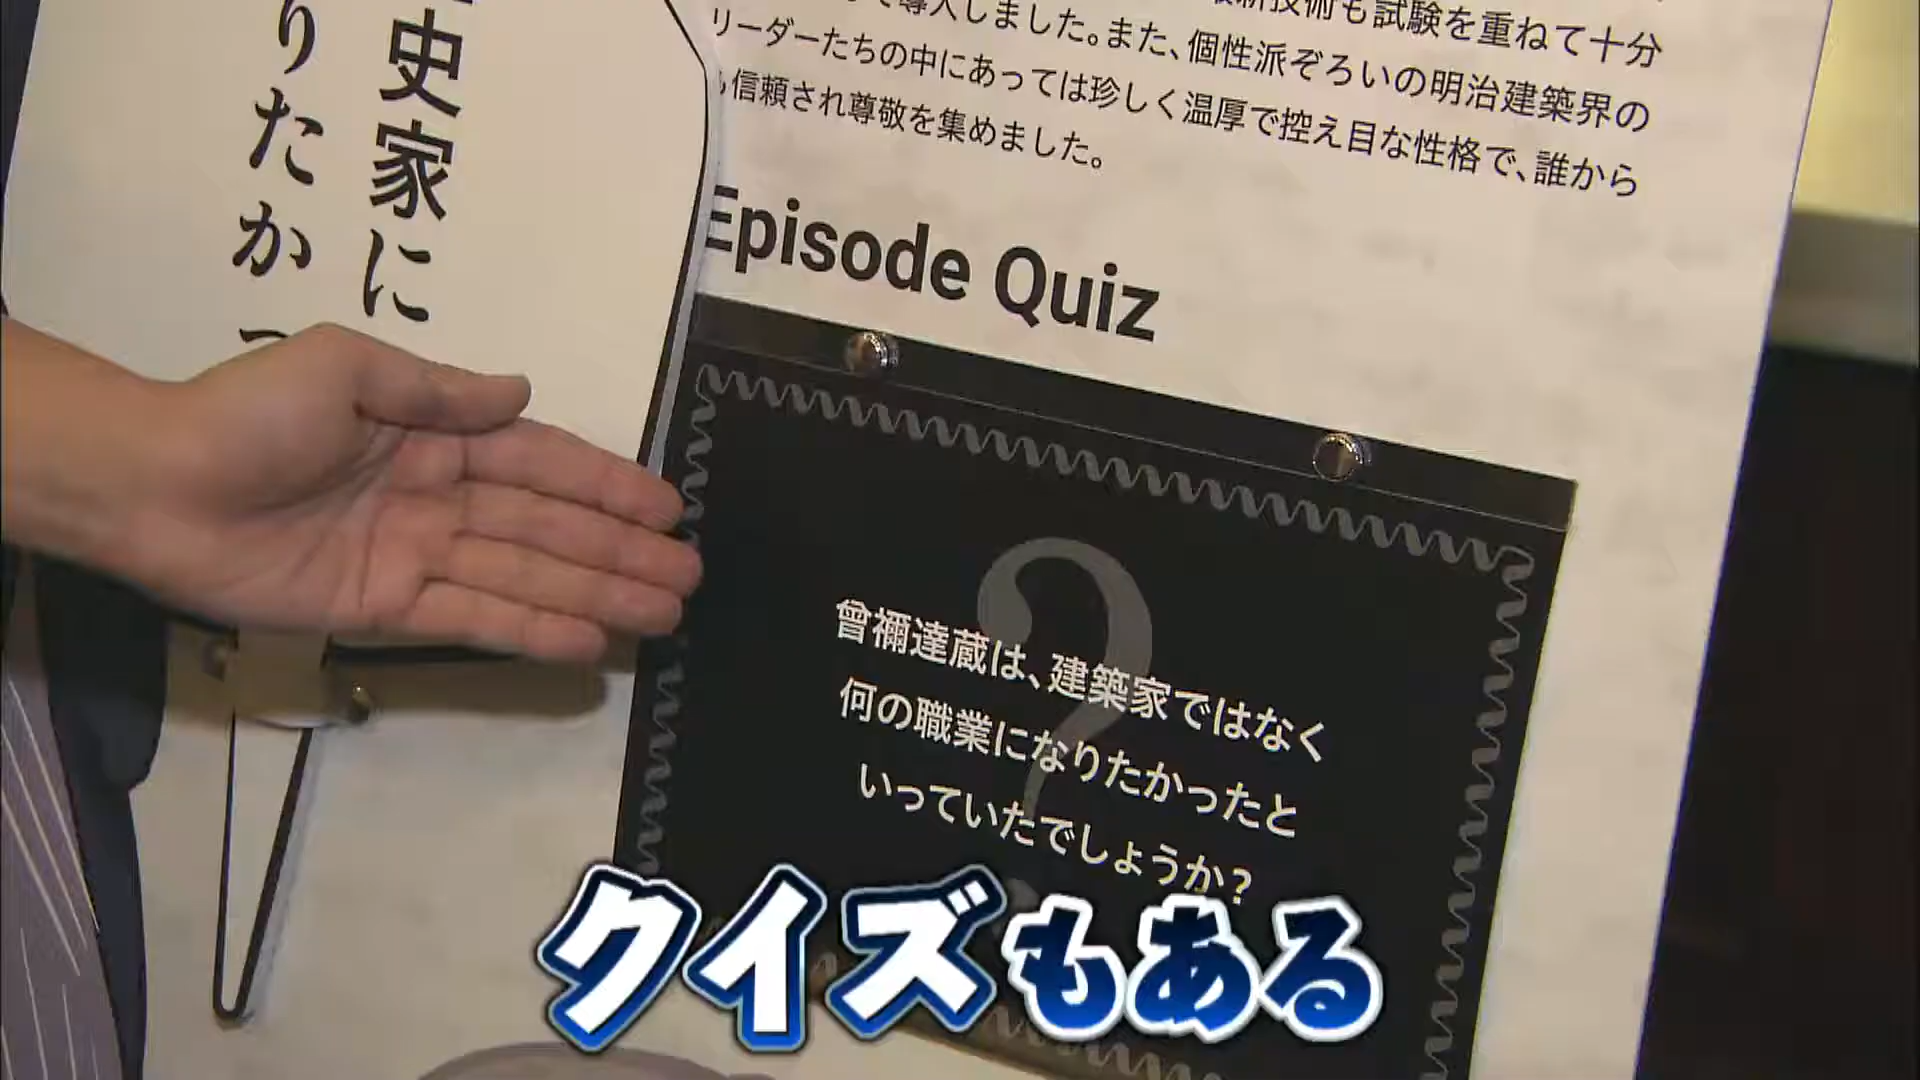 史家に
りたかっ
導入しました。また、個性派ぞろいの明治建築界の
技術も試験を重ねて十分
リーダーたちの中にあっては珍しく温厚で控え目な性格で、誰から
信頼され尊敬を集めました。
Episode Quiz
曾禰達蔵は、建築家ではなく
何の職業になりたかったと
いっていたでしょうか?
クイズもある